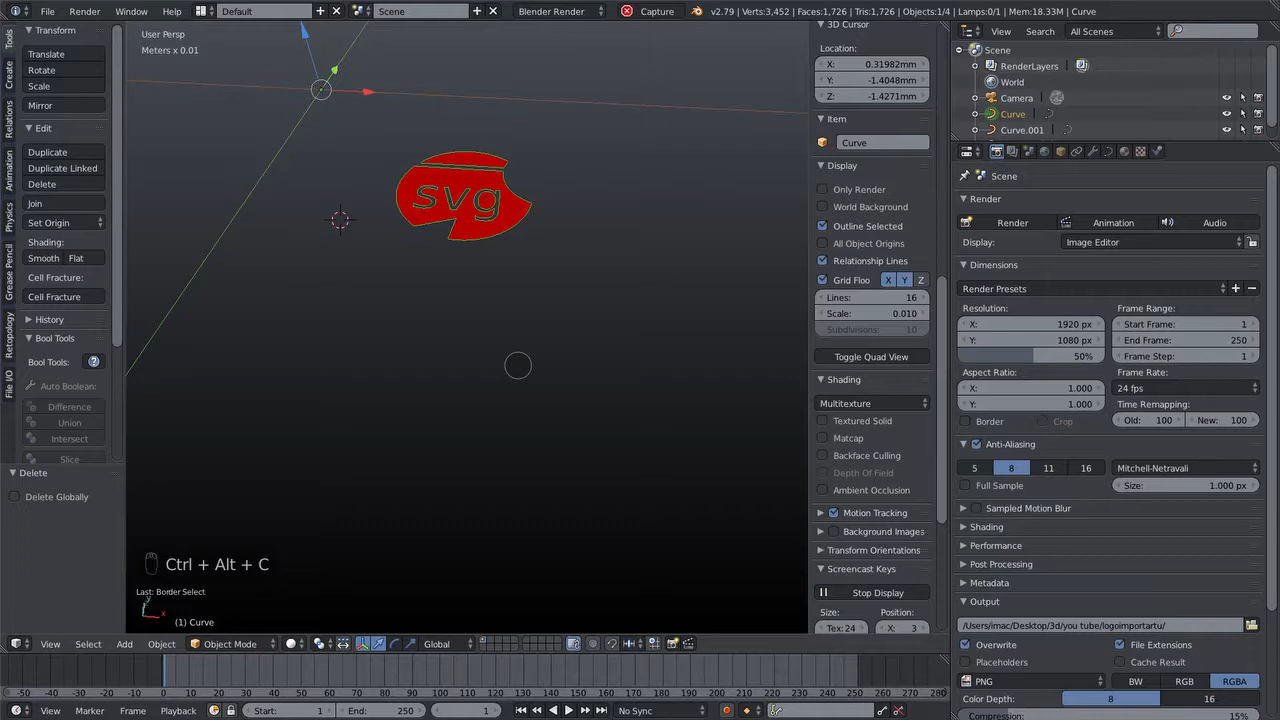 File Render Window Help Default Scene Blender Render Capture v2.79 | Verts:3,452 | Faces:1,726 | Tris:1,726 | Objects:1/4 | Lamps:0/1 | Mem:18.33M | Curve
Tools
Create
Relations
Animation
Physics
Grease Pencil
Retopology
File I/O
Transform
Translate
Rotate
Scale
Mirror
Edit
Duplicate
Duplicate Linked
Delete
Join
Set Origin
Shading:
Smooth Flat
Cell Fracture:
Cell Fracture
History
Bool Tools
Bool Tools:
Auto Boolean:
Difference
Union
Intersect
Slice
Delete
Delete Globally
User Persp
Meters x 0.01
svg
Ctrl + Alt + C
Last: Border Select
y
x
(1) Curve
3D Cursor
Location:
X: 0.31982mm
Y: -1.4048mm
Z: -1.4271mm
Item
Curve
Display
Only Render
World Background
Outline Selected
All Object Origins
Relationship Lines
Grid Floo X Y Z
Lines: 16
Scale: 0.010
Subdivisions: 10
Toggle Quad View
Shading
Multitexture
Textured Solid
Matcap
Backface Culling
Depth Of Field
Ambient Occlusion
Motion Tracking
Background Images
Transform Orientations
Screencast Keys
Stop Display
Size: Position:
Tex:24 X: 3
View Search All Scenes
Scene
RenderLayers
World
Camera
Curve
Curve.001
Scene
Render
Render Animation Audio
Display: Image Editor
Dimensions
Render Presets
Resolution: Frame Range:
X: 1920 px Start Frame: 1
Y: 1080 px End Frame: 250
50% Frame Step: 1
Aspect Ratio: Frame Rate:
X: 1.000 24 fps
Y: 1.000 Time Remapping:
Border Crop Old: 100 New: 100
Anti-Aliasing
5 8 11 16 Mitchell-Netravali
Full Sample Size: 1.000 px
Sampled Motion Blur
Shading
Performance
Post Processing
Metadata
Output
/Users/imac/Desktop/3d/you tube/logoimportartu/
Overwrite File Extensions
Placeholders Cache Result
PNG BW RGB RGBA
Color Depth: 8 16
Compression: 15%
View Select Add Object Object Mode Global
-50 -40 -30 -20 -10 0 10 20 30 40 50 60 70 80 90 100 110 120 130 140 150 160 170 180 190 200 210 220 230 240 250 260 270 280
View Marker Frame Playback Start: 1 End: 250 1 No Sync